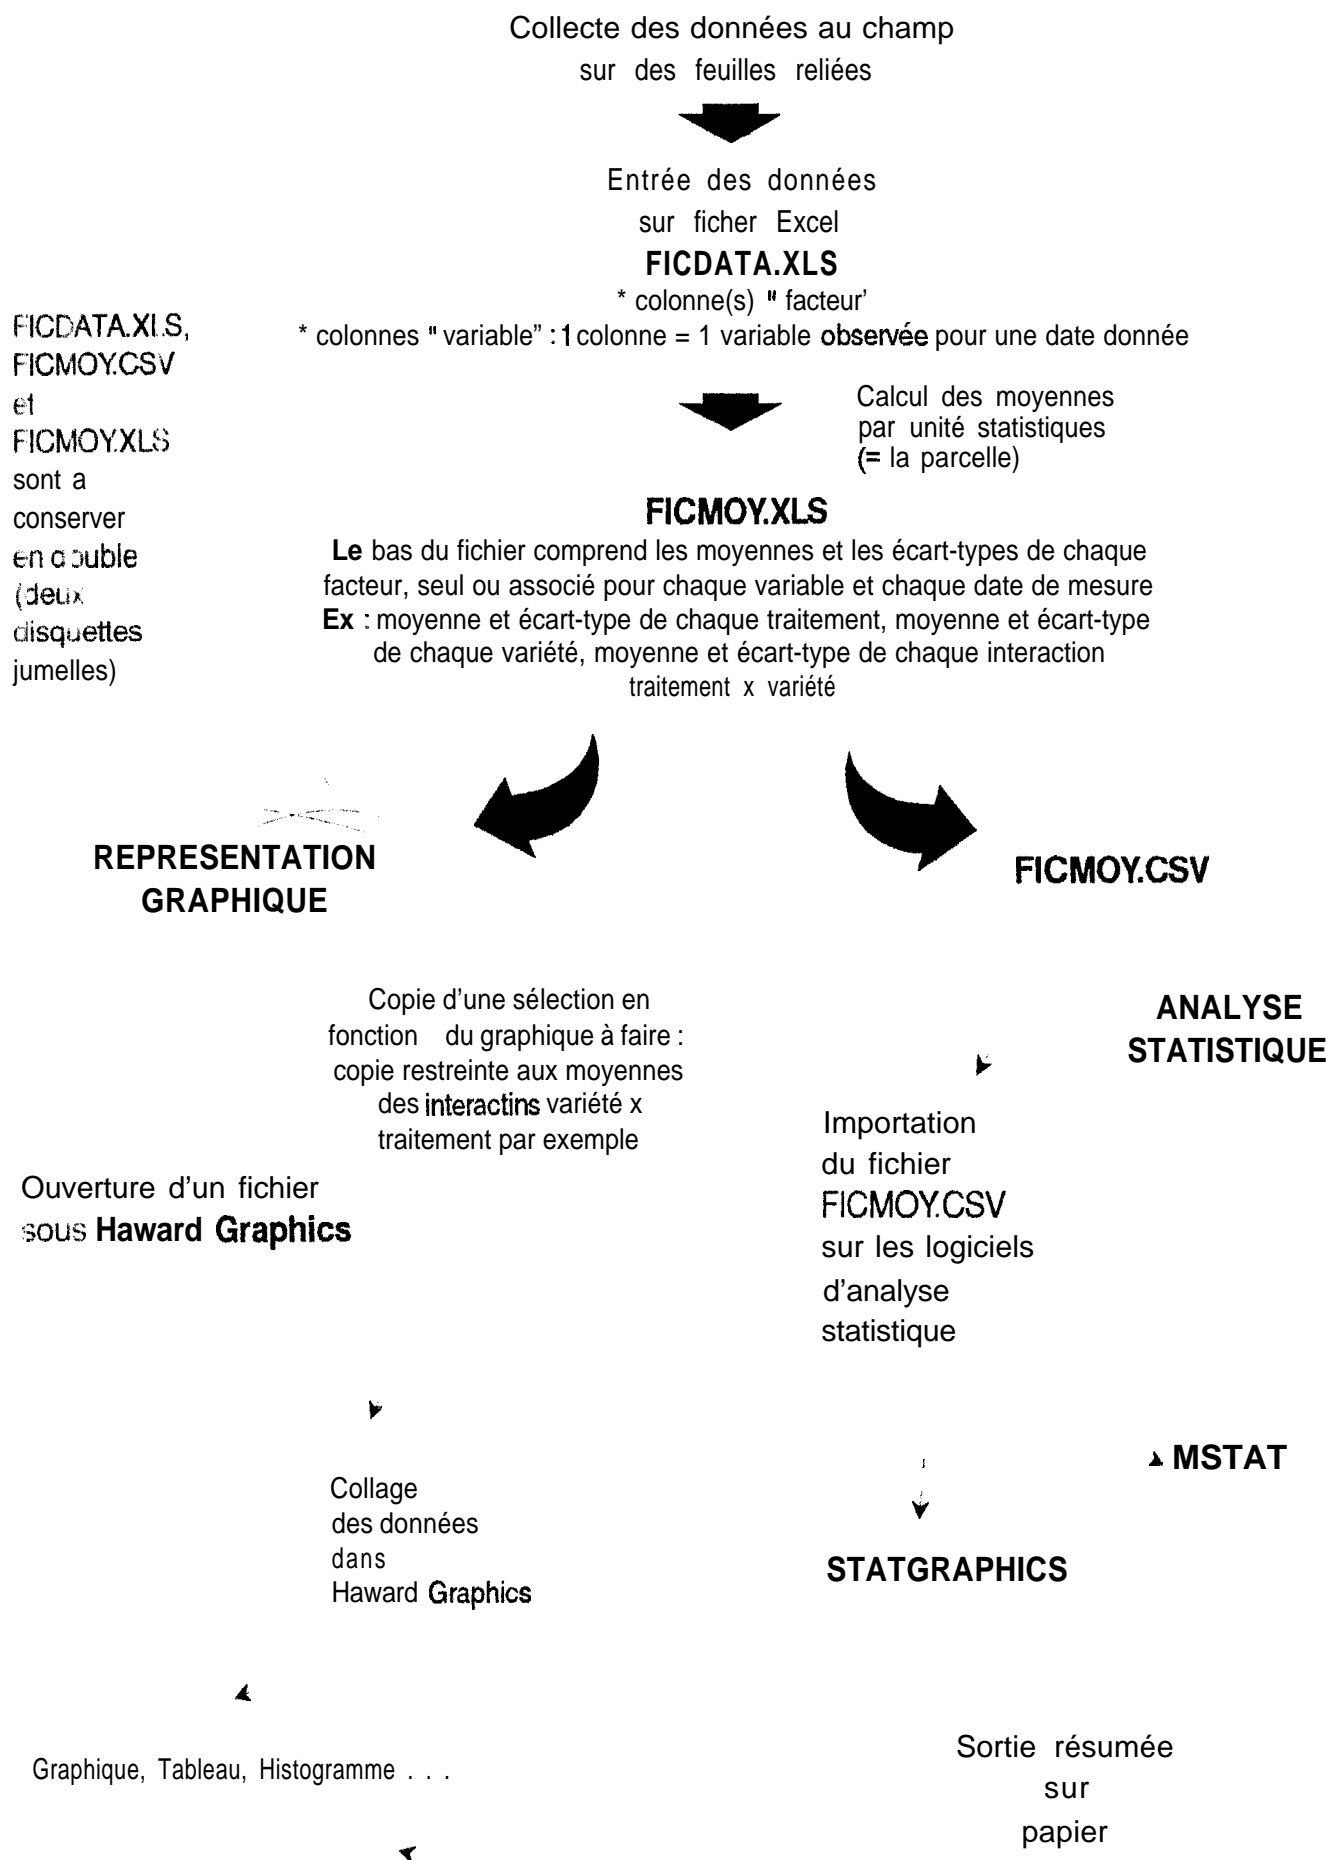 Collecte des données au champ
sur des feuilles reliées
Entrée des données
sur ficher Excel
FICDATA.XLS
* colonne(s) " facteur'
* colonnes " variable" : 1 colonne = 1 variable observée pour une date donnée
FICDATA.XLS,
FICMOY.CSV
et
FICMOY.XLS
sont a
conserver
en double
(deux
disquettes
jumelles)
Calcul des moyennes
par unité statistiques
(= la parcelle)
FICMOY.XLS
Le bas du fichier comprend les moyennes et les écart-types de chaque
facteur, seul ou associé pour chaque variable et chaque date de mesure
Ex : moyenne et écart-type de chaque traitement, moyenne et écart-type
de chaque variété, moyenne et écart-type de chaque interaction
traitement x variété
REPRESENTATION
GRAPHIQUE
FICMOY.CSV
Copie d'une sélection en
fonction du graphique à faire :
copie restreinte aux moyennes
des interactins variété x
traitement par exemple
ANALYSE
STATISTIQUE
Importation
du fichier
FICMOY.CSV
sur les logiciels
d'analyse
statistique
Ouverture d'un fichier
sous Haward Graphics
MSTAT
Collage
des données
dans
Haward Graphics
STATGRAPHICS
Graphique, Tableau, Histogramme . . .
Sortie résumée
sur
papier